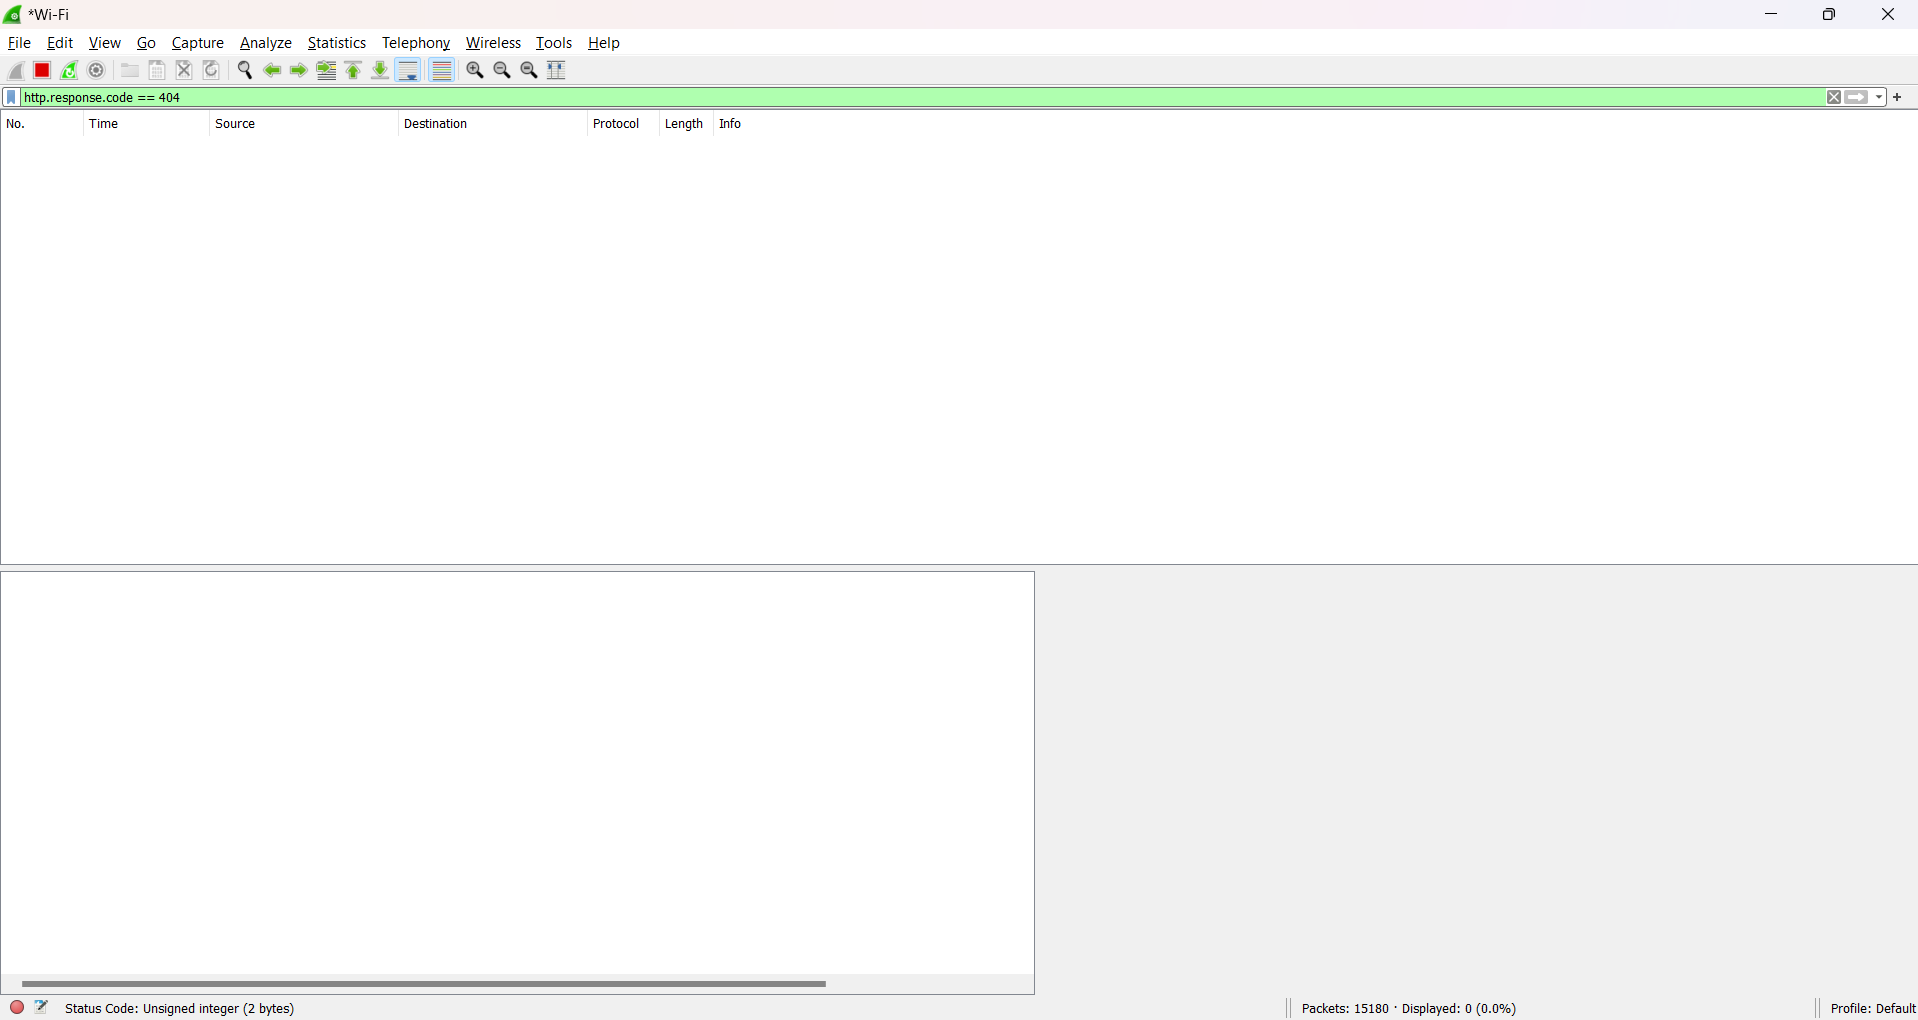 *Wi-Fi
File Edit View Go Capture Analyze Statistics Telephony Wireless Tools Help
http.response.code == 404
No. Time Source Destination Protocol Length Info
Status Code: Unsigned integer (2 bytes) Packets: 15180 · Displayed: 0 (0.0%) Profile: Default